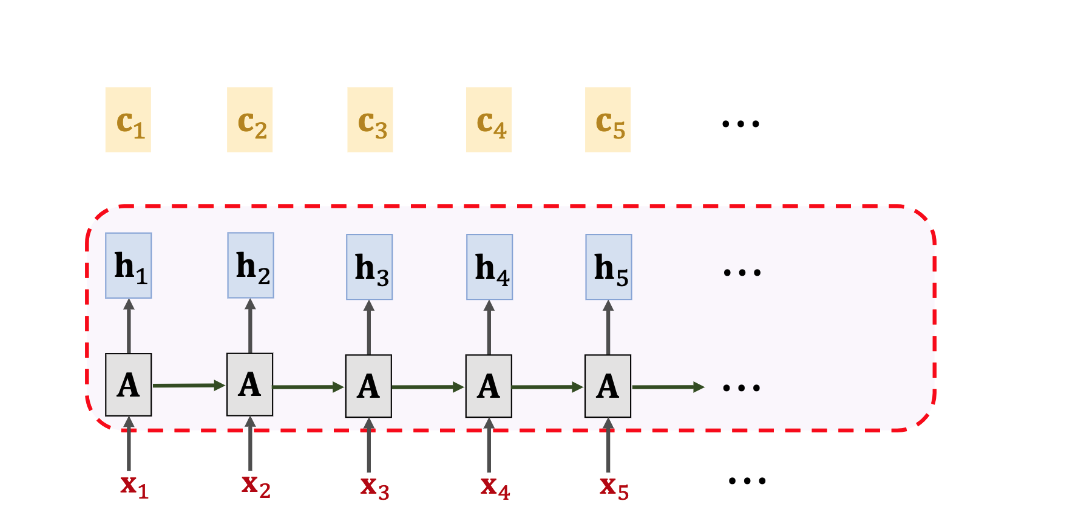 c₁ c₂ c₃ c₄ c₅ ...
h₁ h₂ h₃ h₄ h₅ ...
A A A A A ...
x₁ x₂ x₃ x₄ x₅ ...